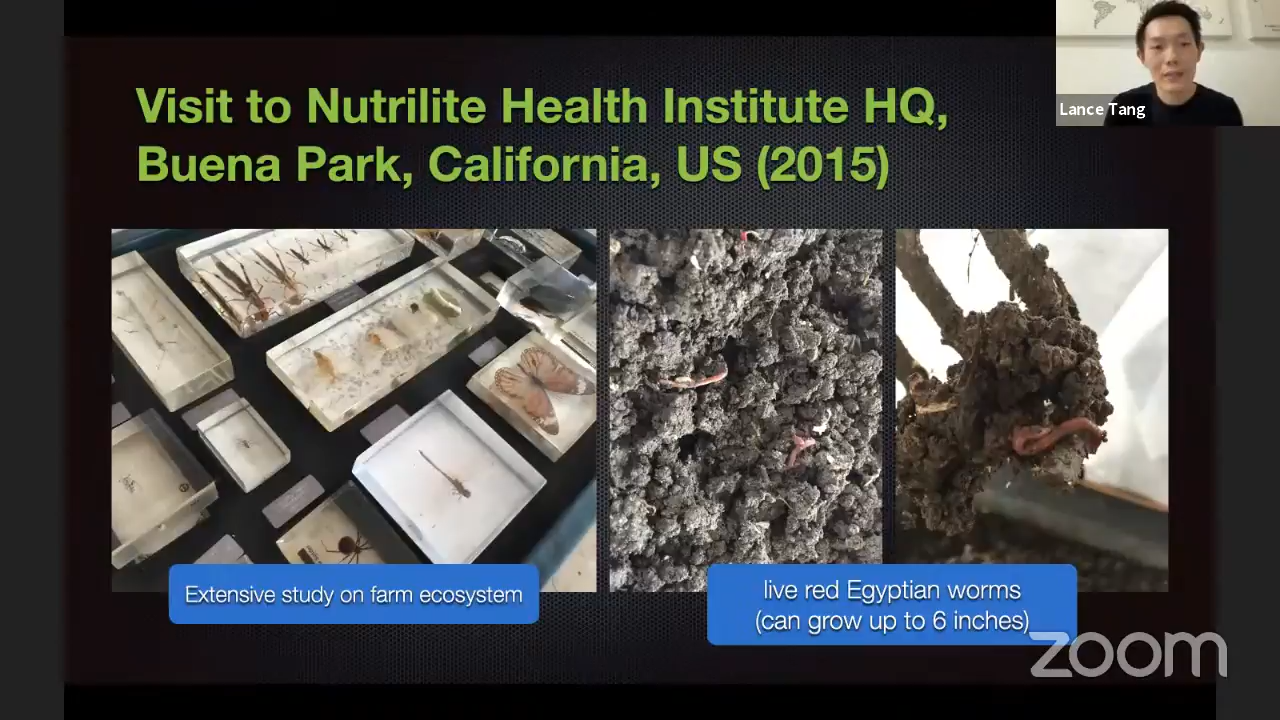 Lance Tang
Visit to Nutrilite Health Institute HQ,
Buena Park, California, US (2015)
Extensive study on farm ecosystem
live red Egyptian worms
(can grow up to 6 inches)
zoom